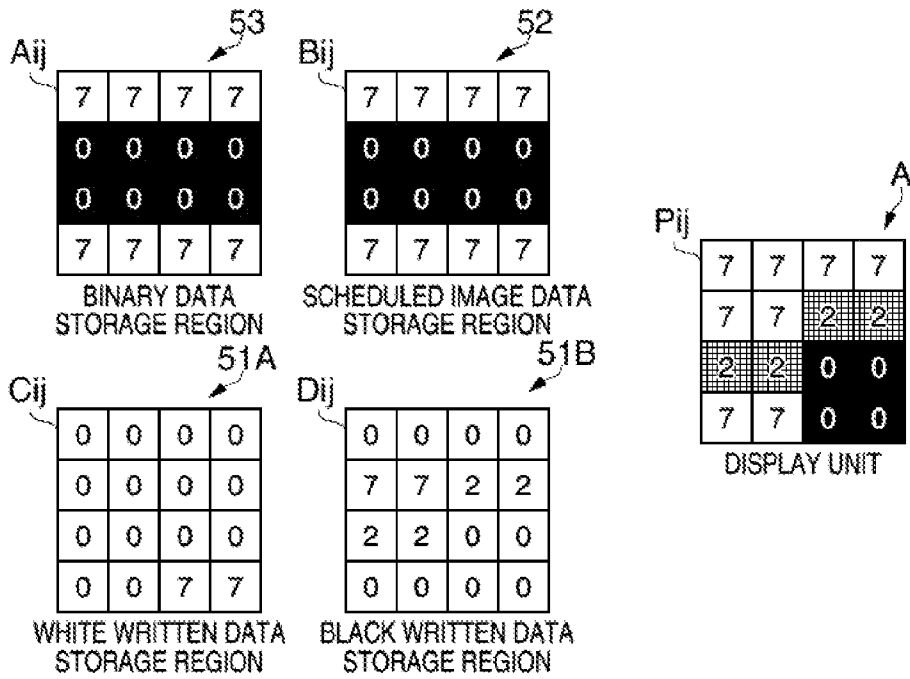 53
Aij
7 7 7 7
0 0 0 0
0 0 0 0
7 7 7 7
BINARY DATA
STORAGE REGION
52
Bij
7 7 7 7
0 0 0 0
0 0 0 0
7 7 7 7
SCHEDULED IMAGE DATA
STORAGE REGION
A
Pij
7 7 7 7
7 7 2 2
2 2 0 0
7 7 0 0
DISPLAY UNIT
51A
Cij
0 0 0 0
0 0 0 0
0 0 0 0
0 0 7 7
WHITE WRITTEN DATA
STORAGE REGION
51B
Dij
0 0 0 0
7 7 2 2
2 2 0 0
0 0 0 0
BLACK WRITTEN DATA
STORAGE REGION